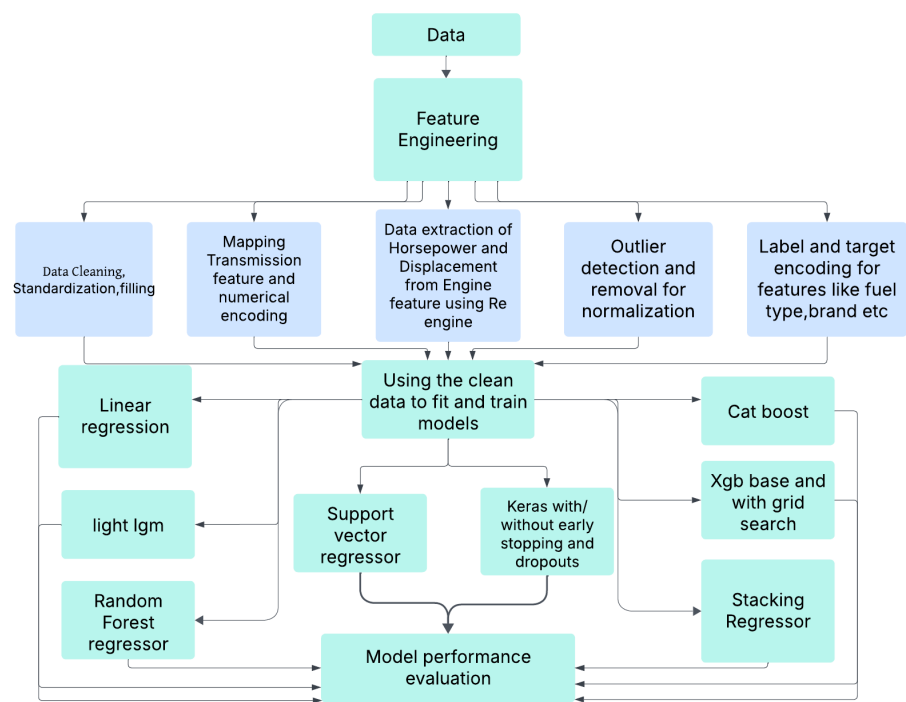 Data
Feature
Engineering
Data Cleaning,
Standardization,filling
Mapping
Transmission
feature and
numerical
encoding
Data extraction of
Horsepower and
Displacement
from Engine
feature using Re
engine
Outlier
detection and
removal for
normalization
Label and target
encoding for
features like fuel
type,brand etc
Using the clean
data to fit and train
models
Linear
regression
Cat boost
light lgm
Support
vector
regressor
Keras with/
without early
stopping and
dropouts
Xgb base and
with grid
search
Random
Forest
regressor
Stacking
Regressor
Model performance
evaluation